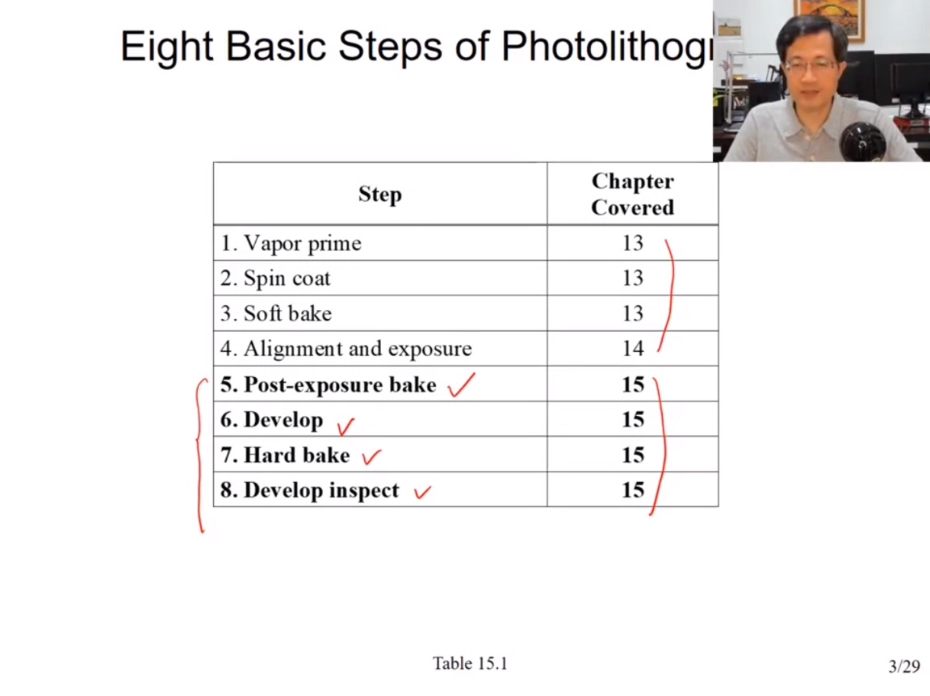 Eight Basic Steps of Photolithogr
Step
Chapter
Covered
1. Vapor prime 13
2. Spin coat 13
3. Soft bake 13
4. Alignment and exposure 14
5. Post-exposure bake 15
6. Develop 15
7. Hard bake 15
8. Develop inspect 15
Table 15.1
3/29